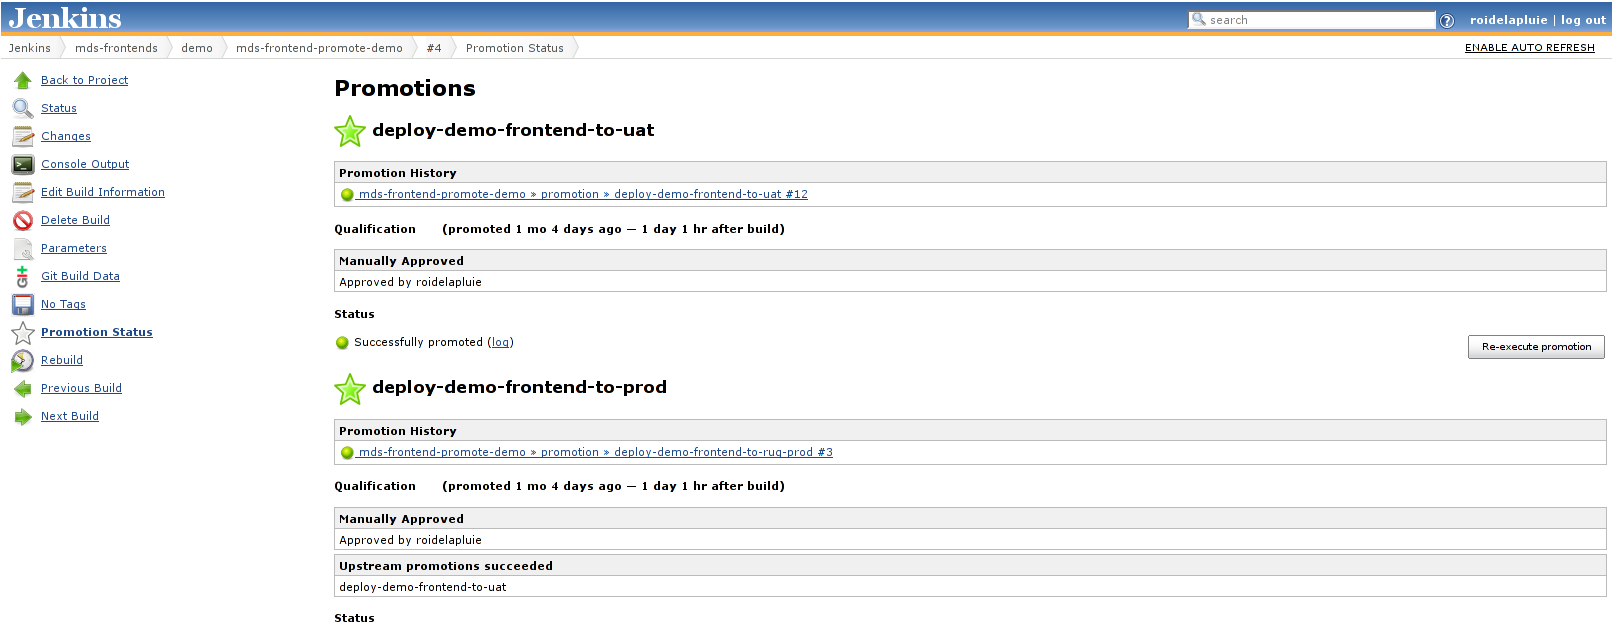 Jenkins
search
? roidelapluie | log out
Jenkins mds-frontends demo mds-frontend-promote-demo #4 Promotion Status
ENABLE AUTO REFRESH
Back to Project
Status
Changes
Console Output
Edit Build Information
Delete Build
Parameters
Git Build Data
No Tags
Promotion Status
Rebuild
Previous Build
Next Build
Promotions
deploy-demo-frontend-to-uat
Promotion History
mds-frontend-promote-demo » promotion » deploy-demo-frontend-to-uat #12
Qualification (promoted 1 mo 4 days ago — 1 day 1 hr after build)
Manually Approved
Approved by roidelapluie
Status
Successfully promoted (log)
Re-execute promotion
deploy-demo-frontend-to-prod
Promotion History
mds-frontend-promote-demo » promotion » deploy-demo-frontend-to-rug-prod #3
Qualification (promoted 1 mo 4 days ago — 1 day 1 hr after build)
Manually Approved
Approved by roidelapluie
Upstream promotions succeeded
deploy-demo-frontend-to-uat
Status